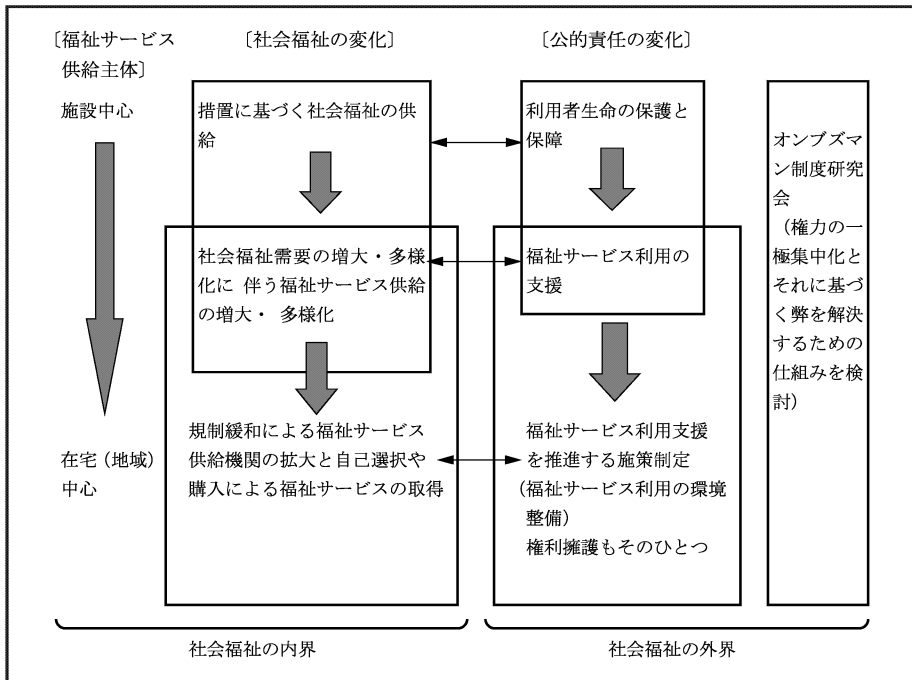 〔福祉サービス
供給主体〕
施設中心
在宅（地域）
中心
〔社会福祉の変化〕
措置に基づく社会福祉の供
給
社会福祉需要の増大・多様
化に 伴う福祉サービス供給
の増大・ 多様化
規制緩和による福祉サービス
供給機関の拡大と自己選択や
購入による福祉サービスの取得
〔公的責任の変化〕
利用者生命の保護と
保障
福祉サービス利用の
支援
福祉サービス利用支援
を推進する施策制定
（福祉サービス利用の環境
整備）
権利擁護もそのひとつ
オンブズマ
ン制度研究
会
（権力の一
極集中化と
それに基づ
く弊を解決
するための
仕組みを検
討）
社会福祉の内界
社会福祉の外界